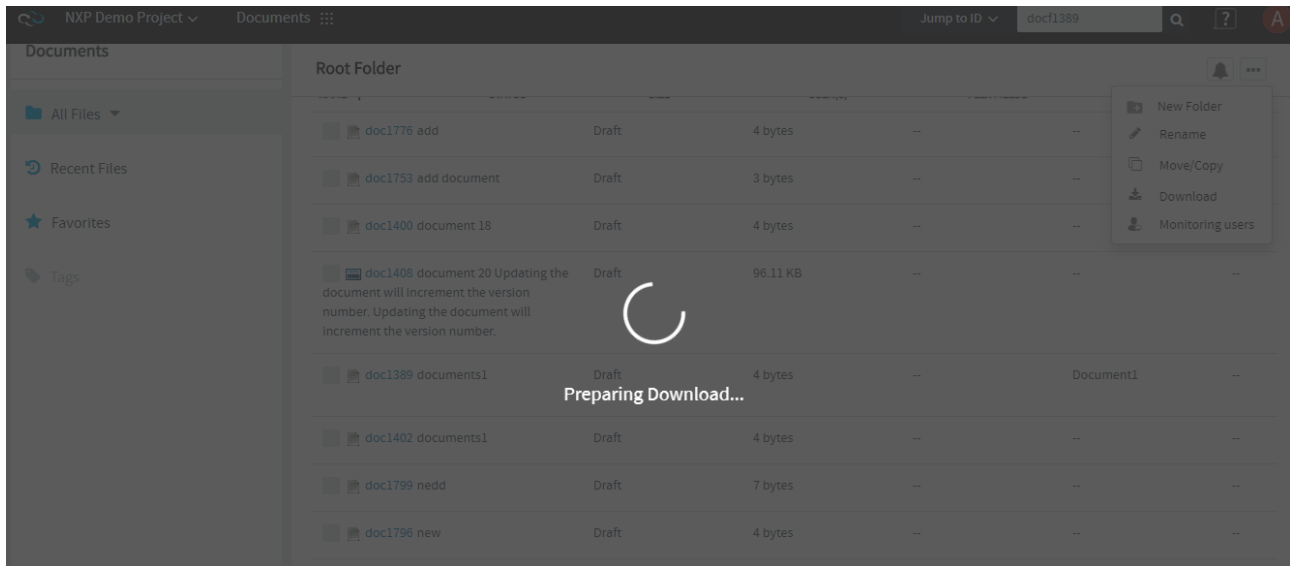 NXP Demo Project
Documents
Jump to ID
docf1389
?
A
Documents
Root Folder
All Files
Recent Files
Favorites
Tags
New Folder
Rename
Move/Copy
Download
Monitoring users
doc1776 add Draft 4 bytes -- --
doc1753 add document Draft 3 bytes -- --
doc1400 document 18 Draft 4 bytes -- --
doc1408 document 20 Updating the Draft 96.11 KB -- -- --
document will increment the version
number. Updating the document will
increment the version number.
doc1389 documents1 Draft 4 bytes -- Document1 --
Preparing Download...
doc1402 documents1 Draft 4 bytes -- -- --
doc1799 nedd Draft 7 bytes -- -- --
doc1796 new Draft 4 bytes -- -- --